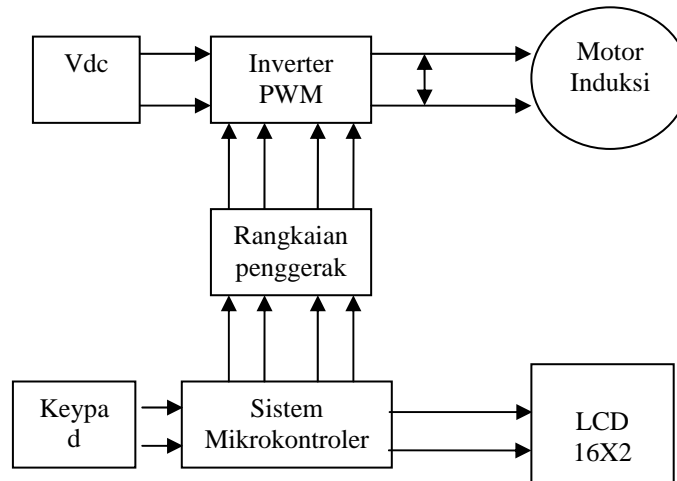 Vdc
Inverter
PWM
Motor
Induksi
Rangkaian
penggerak
Keypa
d
Sistem
Mikrokontroler
LCD
16X2